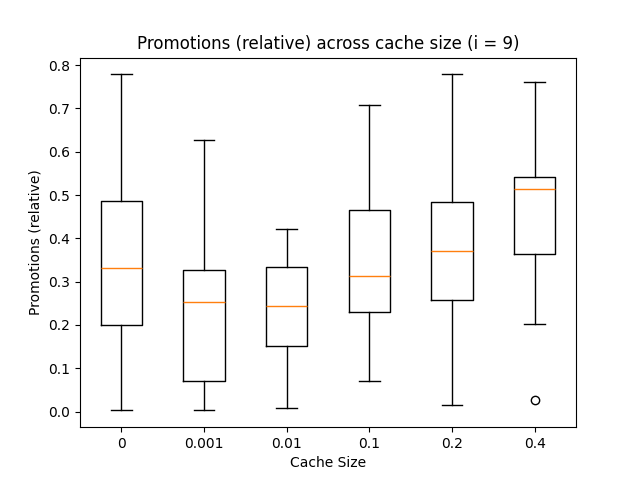 Promotions (relative) across cache size (i = 9)
Promotions (relative)
0.8
0.7
0.6
0.5
0.4
0.3
0.2
0.1
0.0
0 0.001 0.01 0.1 0.2 0.4
Cache Size